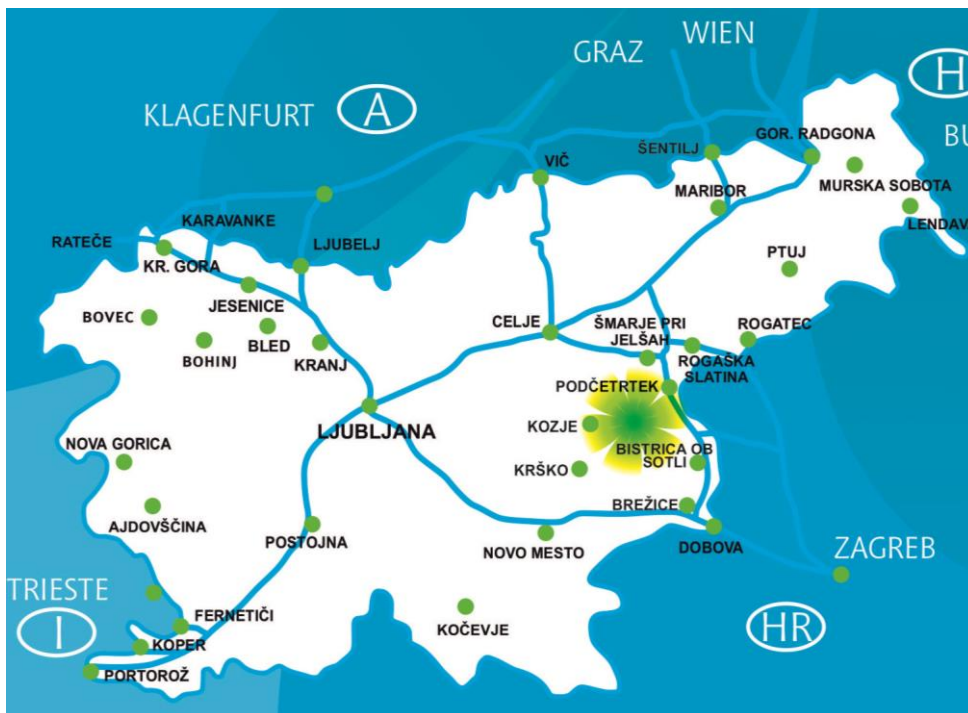 WIEN
GRAZ
H
KLAGENFURT
A
BU
GOR. RADGONA
ŠENTILJ
VIČ
MURSKA SOBOTA
MARIBOR
KARAVANKE
LENDAVA
RATEČE
LJUBELJ
KR. GORA
PTUJ
JESENICE
BOVEC
CELJE
ŠMARJE PRI
JELŠAH
ROGATEC
BLED
BOHINJ
KRANJ
ROGAŠKA
SLATINA
PODČETRTEK
LJUBLJANA
KOZJE
NOVA GORICA
BISTRICA OB
SOTLI
KRŠKO
BREŽICE
AJDOVŠČINA
POSTOJNA
NOVO MESTO
DOBOVA
ZAGREB
TRIESTE
I
FERNETIČI
KOČEVJE
HR
KOPER
PORTOROŽ